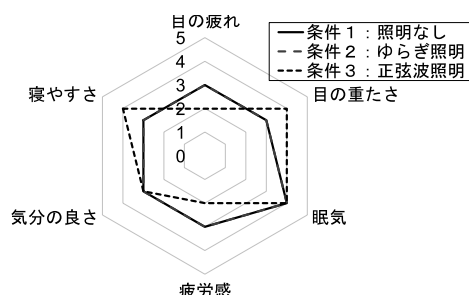 目の疲れ
5
4
3
2
1
0
条件１：照明なし
条件２：ゆらぎ照明
条件３：正弦波照明
寝やすさ
目の重たさ
気分の良さ
眠気
疲労感